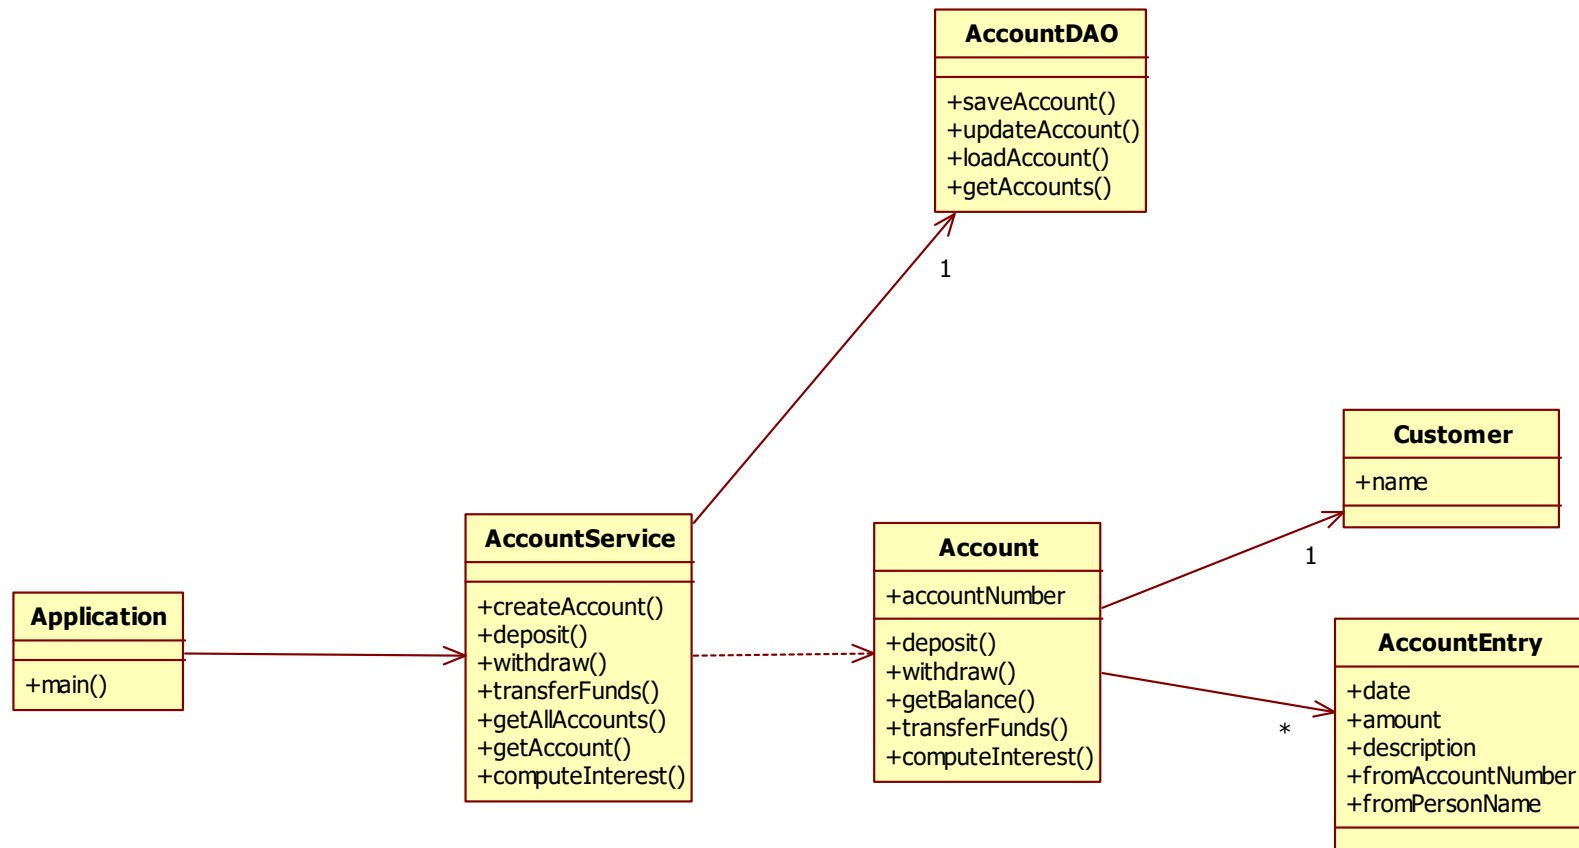 AccountDAO
+saveAccount()
+updateAccount()
+loadAccount()
+getAccounts()
1
Customer
+name
1
Application
+main()
AccountService
+createAccount()
+deposit()
+withdraw()
+transferFunds()
+getAllAccounts()
+getAccount()
+computeInterest()
Account
+accountNumber
+deposit()
+withdraw()
+getBalance()
+transferFunds()
+computeInterest()
*
AccountEntry
+date
+amount
+description
+fromAccountNumber
+fromPersonName